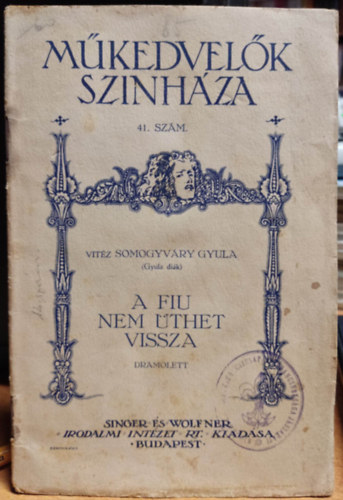 MŰKEDVELŐK
SZINHÁZA
41. SZÁM.
VITÉZ SOMOGYVÁRY GYULA
(Gyula diák)
A FIU
NEM ÜTHET
VISSZA
DRAMOLETT
SINGER ÉS WOLFNER
IRODALMI INTÉZET RT. KIADÁSA
BUDAPEST